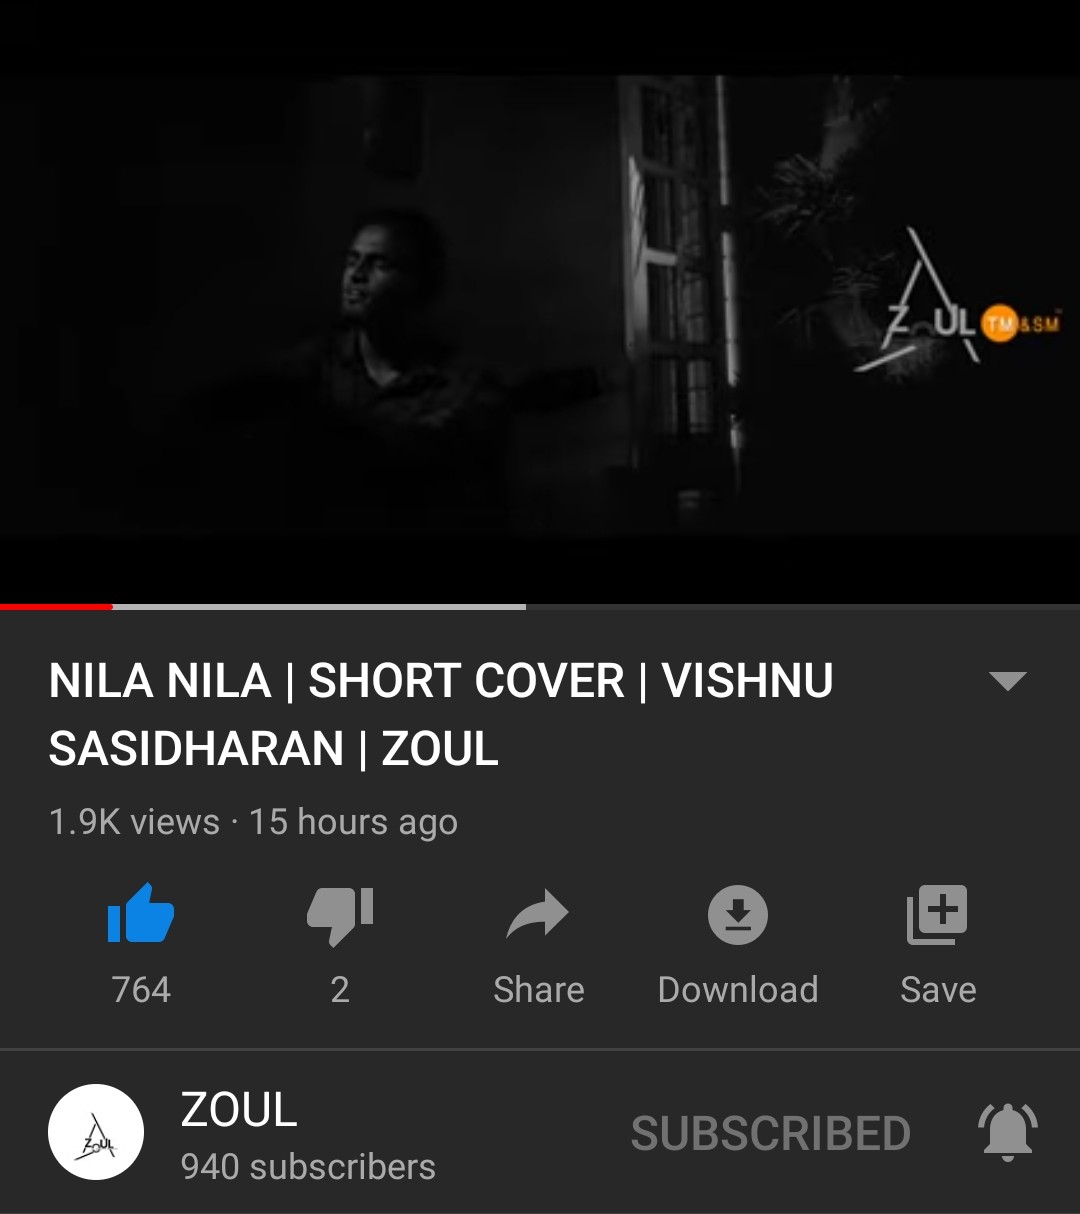 ZOUL TM & SM
NILA NILA | SHORT COVER | VISHNU
SASIDHARAN | ZOUL
1.9K views · 15 hours ago
764
2
Share
Download
Save
ZOUL
ZOUL
940 subscribers
SUBSCRIBED